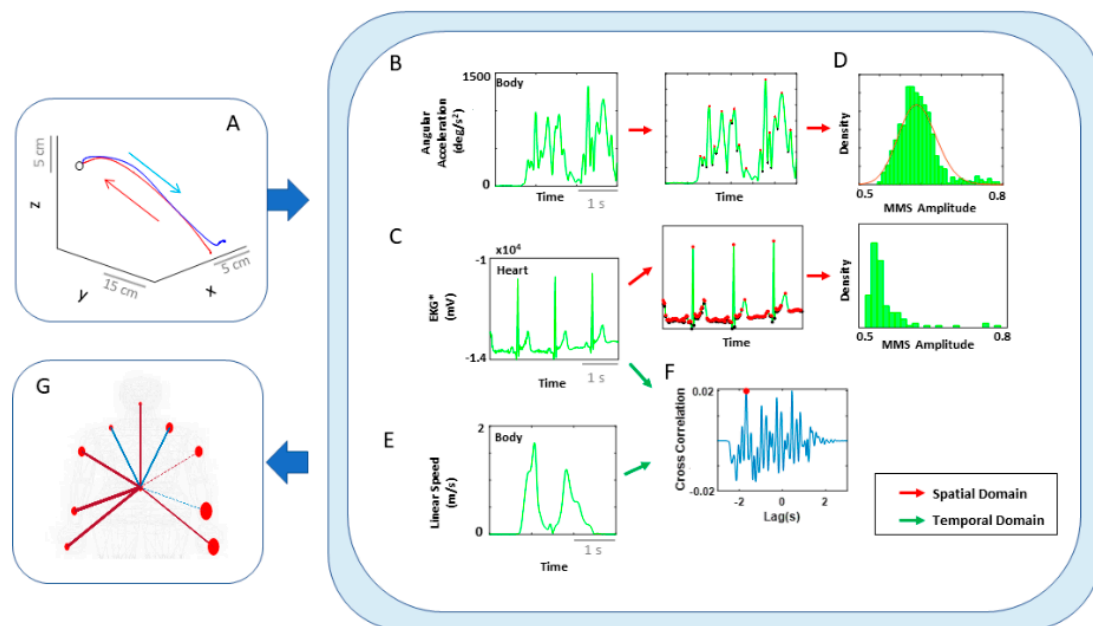 A
5 cm
z
15 cm
y
5 cm
x
B
1500
Body
Angular
Acceleration
(deg/s²)
0
Time
1 s
Time
D
Density
0.5
0.8
MMS Amplitude
C
x10⁴
-1
Heart
EKG*
(mV)
-1.4
Time
1 s
Time
Density
0.5
0.8
MMS Amplitude
E
2
Body
Linear Speed
(m/s)
0
1 s
Time
F
0.02
Cross Correlation
-0.02
-2
0
2
Lag(s)
Spatial Domain
Temporal Domain
G